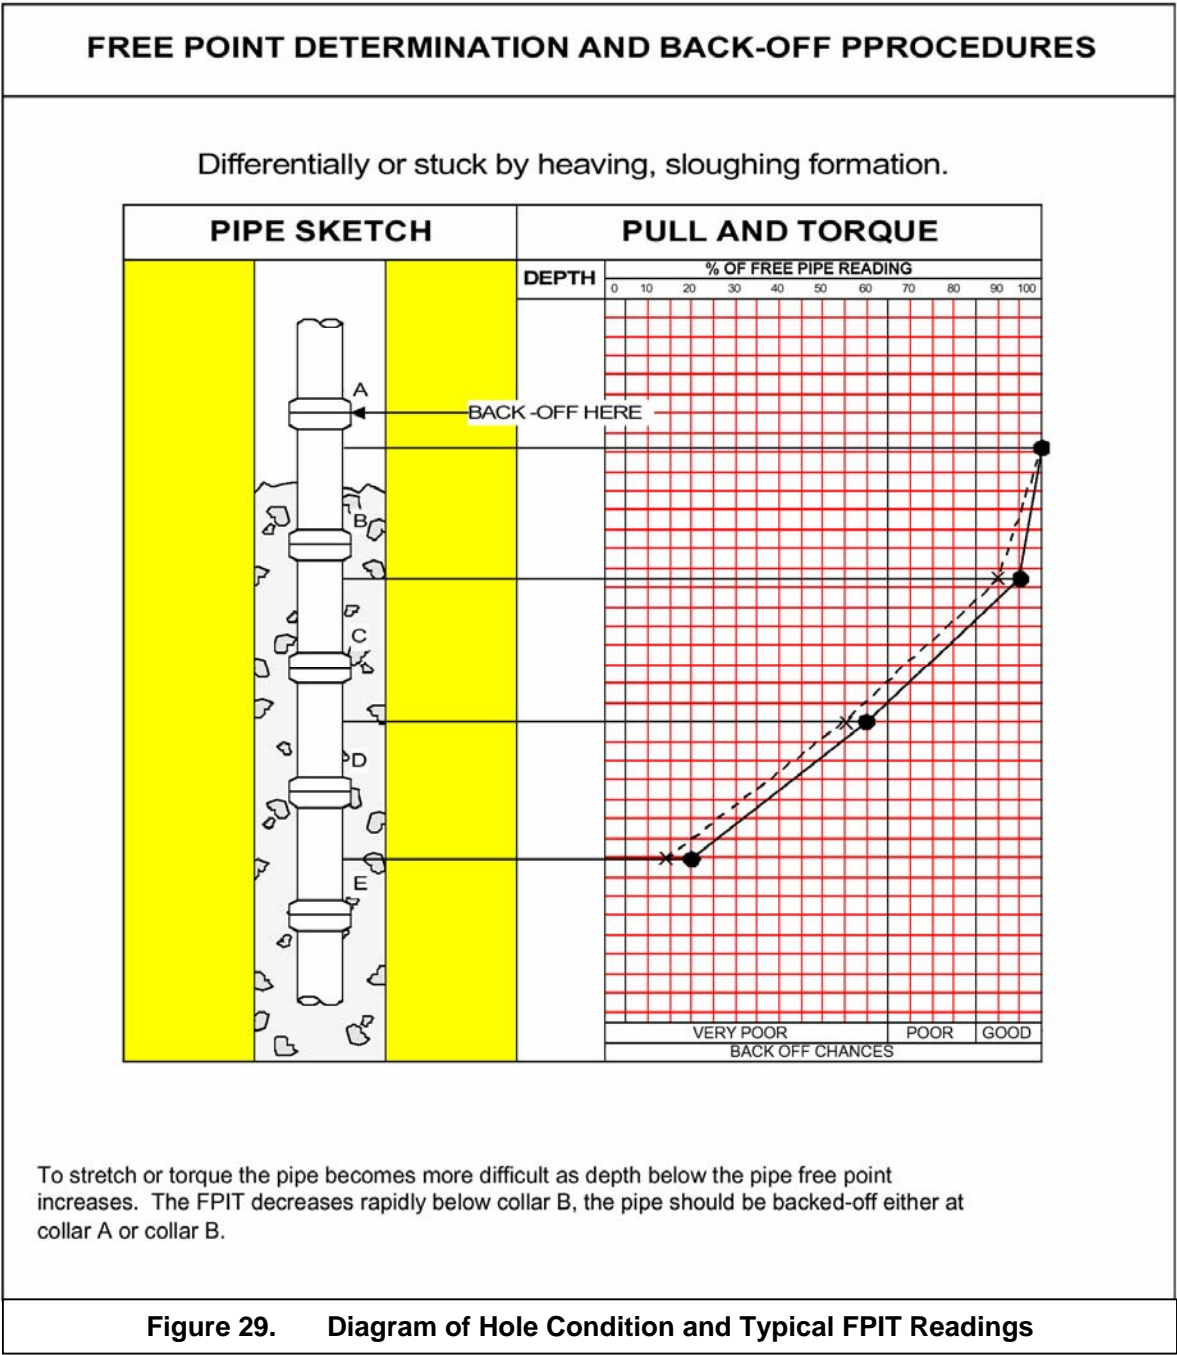 FREE POINT DETERMINATION AND BACK-OFF PPROCEDURES
Differentially or stuck by heaving, sloughing formation.
PIPE SKETCH
PULL AND TORQUE
DEPTH
% OF FREE PIPE READING
0 10 20 30 40 50 60 70 80 90 100
A
BACK -OFF HERE
B
C
D
E
VERY POOR
POOR
GOOD
BACK OFF CHANCES
To stretch or torque the pipe becomes more difficult as depth below the pipe free point
increases. The FPIT decreases rapidly below collar B, the pipe should be backed-off either at
collar A or collar B.
Figure 29. Diagram of Hole Condition and Typical FPIT Readings